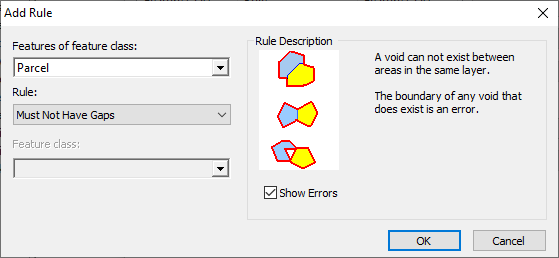 Add Rule
Features of feature class:
Parcel
Rule:
Must Not Have Gaps
Feature class:
Rule Description
A void can not exist between
areas in the same layer.
The boundary of any void that
does exist is an error.
Show Errors
OK
Cancel